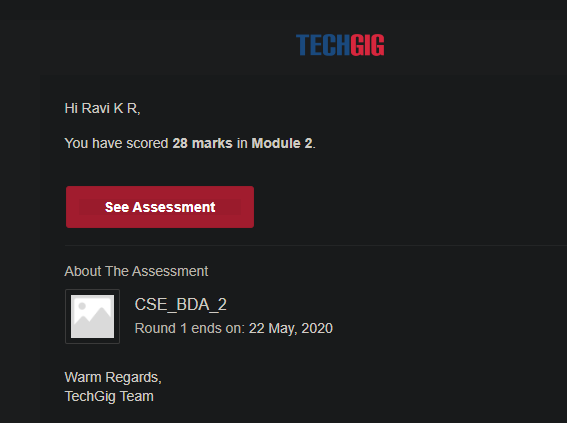 TECHGIG
Hi Ravi K R,
You have scored 28 marks in Module 2.
See Assessment
About The Assessment
CSE_BDA_2
Round 1 ends on: 22 May, 2020
Warm Regards,
TechGig Team